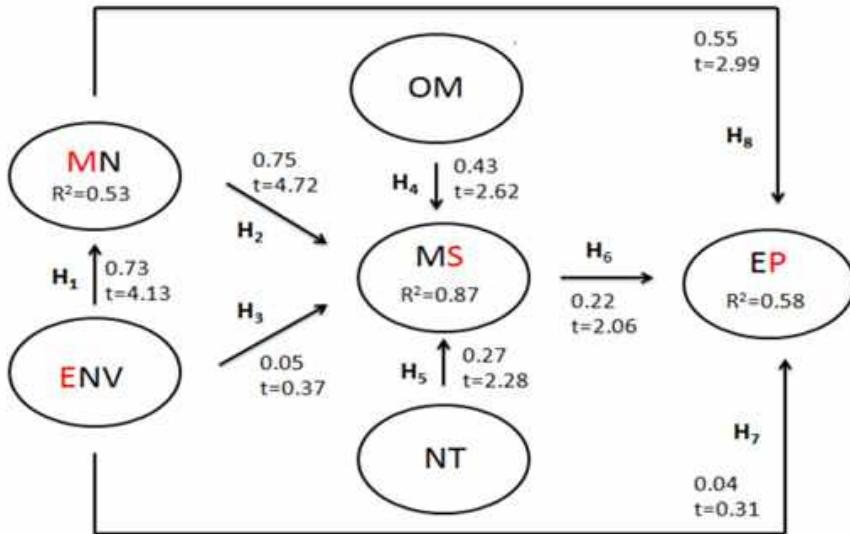 0.55
t=2.99
OM
H₈
MN
R²=0.53
0.75
t=4.72
H₄
0.43
t=2.62
H₂
MS
R²=0.87
H₆
0.22
t=2.06
EP
R²=0.58
H₁
0.73
t=4.13
H₃
0.05
t=0.37
ENV
H₅
0.27
t=2.28
NT
H₇
0.04
t=0.31